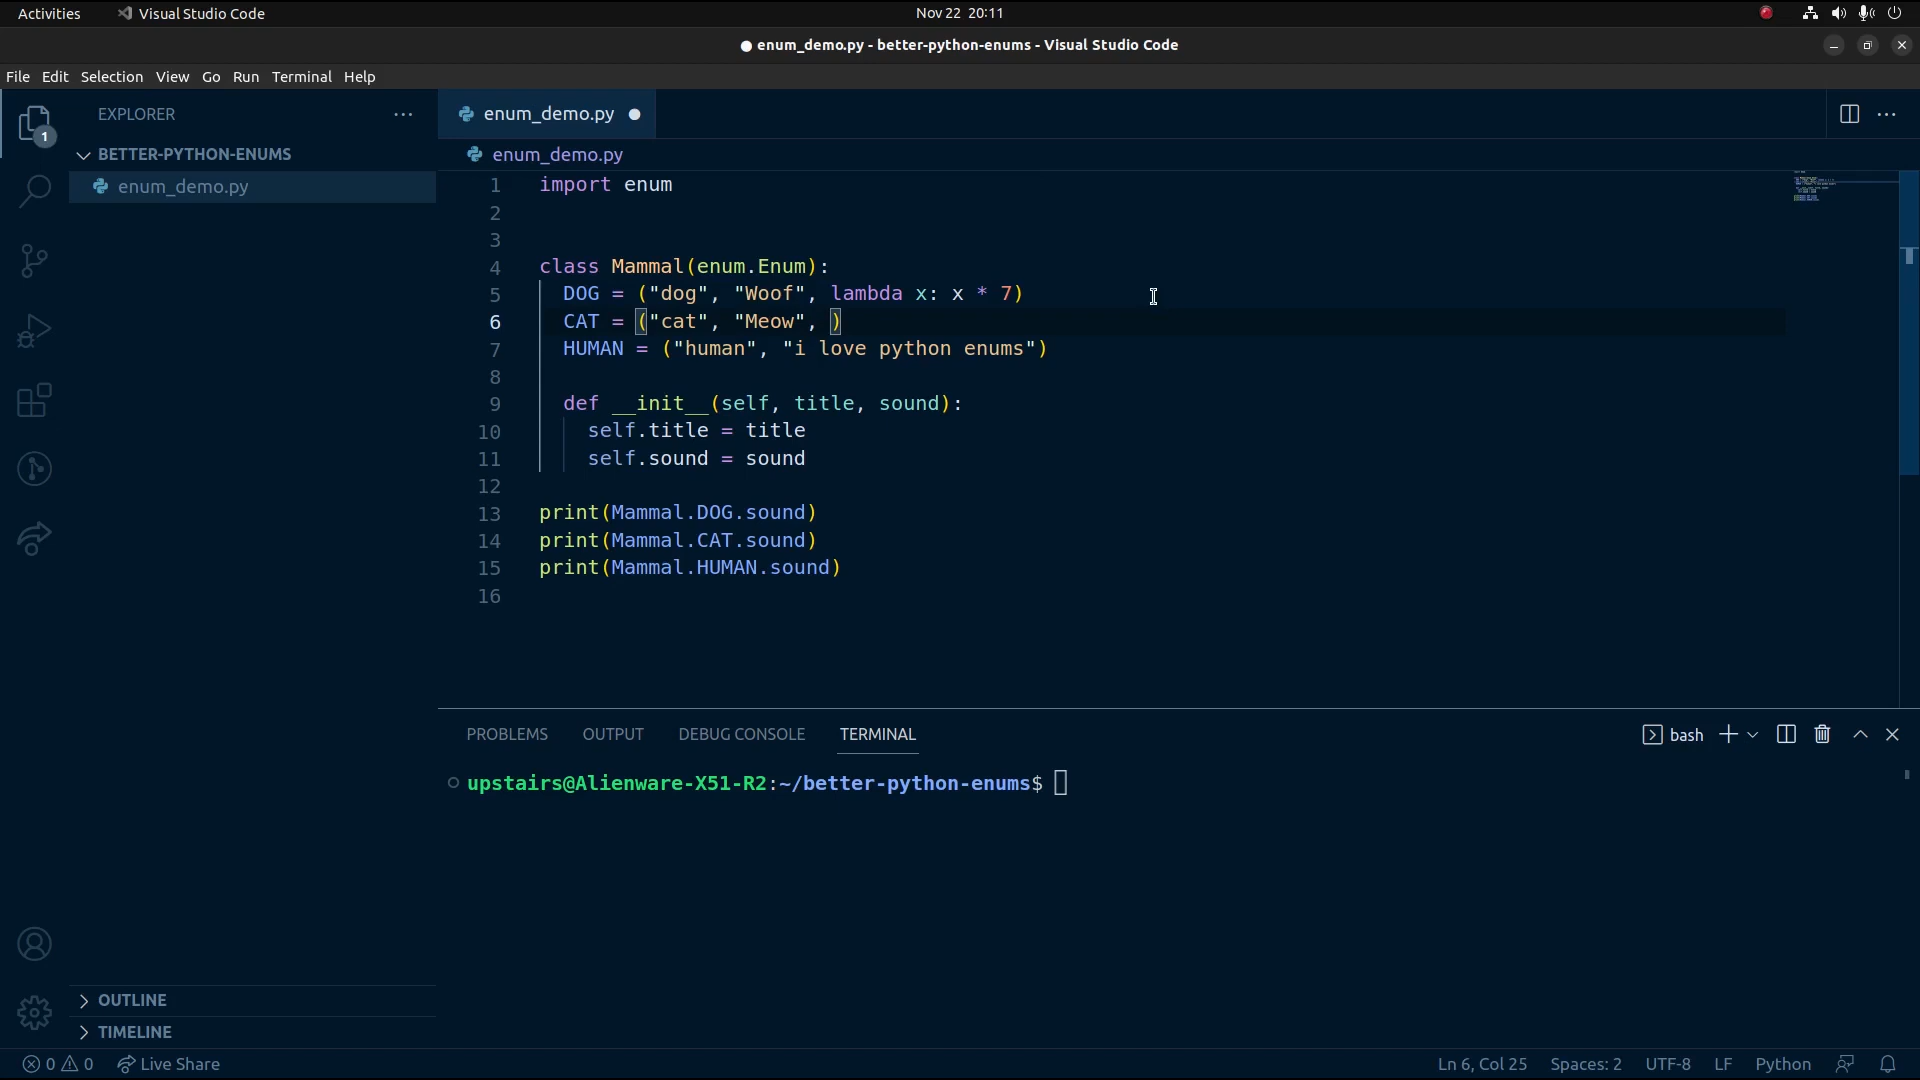 Activities Visual Studio Code Nov 22 20:11
● enum_demo.py - better-python-enums - Visual Studio Code
File Edit Selection View Go Run Terminal Help
EXPLORER ···
enum_demo.py ●
1
BETTER-PYTHON-ENUMS
enum_demo.py
enum_demo.py
1 import enum
2
3
4 class Mammal(enum.Enum):
5 DOG = ("dog", "Woof", lambda x: x * 7)
6 CAT = ("cat", "Meow", )
7 HUMAN = ("human", "i love python enums")
8
9 def __init__(self, title, sound):
10 self.title = title
11 self.sound = sound
12
13 print(Mammal.DOG.sound)
14 print(Mammal.CAT.sound)
15 print(Mammal.HUMAN.sound)
16
PROBLEMS OUTPUT DEBUG CONSOLE TERMINAL bash
upstairs@Alienware-X51-R2:~/better-python-enums$
OUTLINE
TIMELINE
0 0 Live Share Ln 6, Col 25 Spaces: 2 UTF-8 LF Python